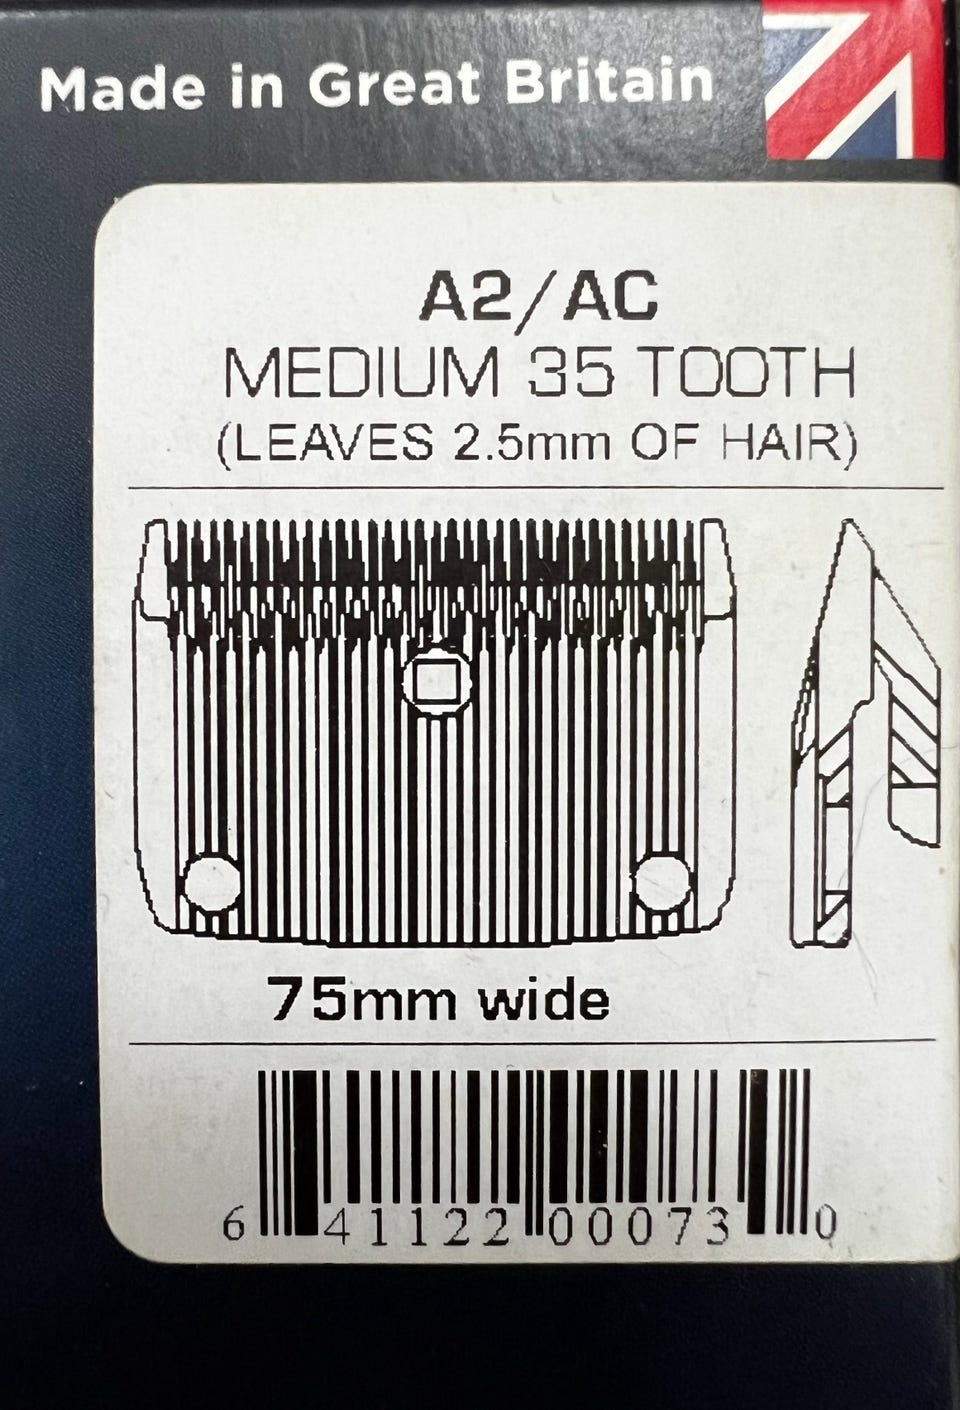 Made in Great Britain
A2/AC
MEDIUM 35 TOOTH
(LEAVES 2.5mm OF HAIR)
75mm wide
6 41122 00073 0